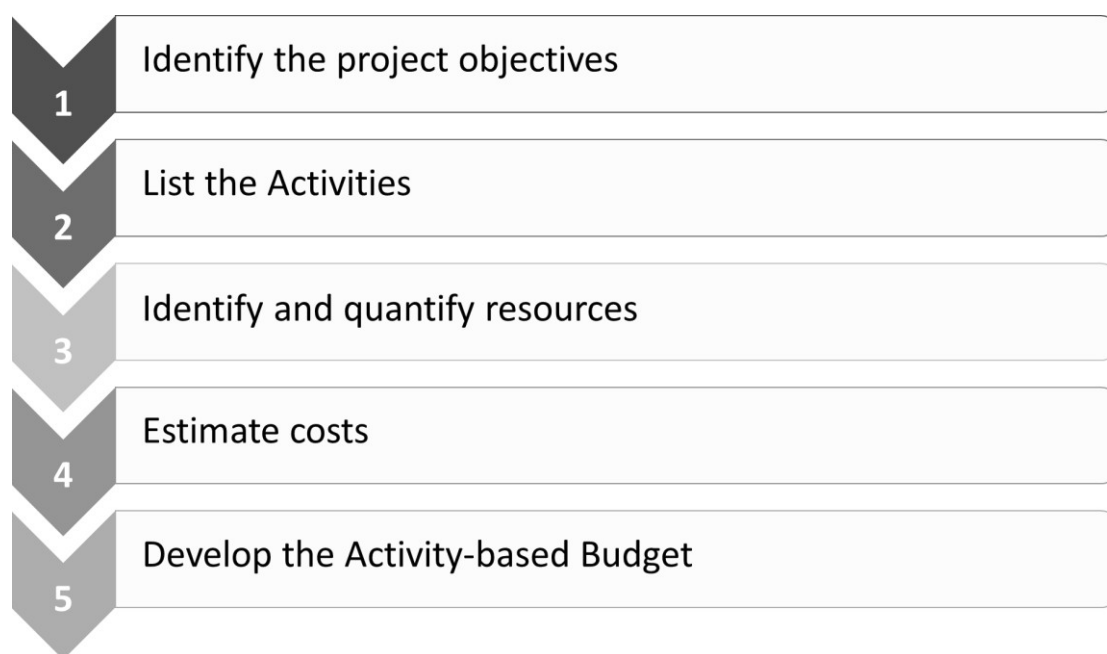 Identify the project objectives
1
List the Activities
2
Identify and quantify resources
3
Estimate costs
4
Develop the Activity-based Budget
5